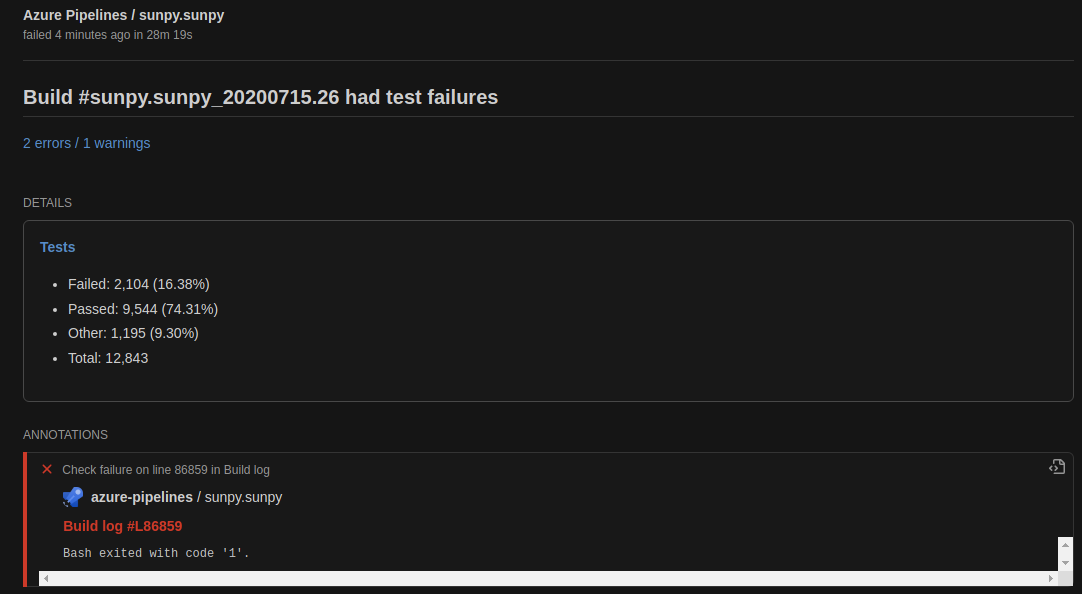 Azure Pipelines / sunpy.sunpy
failed 4 minutes ago in 28m 19s
Build #sunpy.sunpy_20200715.26 had test failures
2 errors / 1 warnings
DETAILS
Tests
Failed: 2,104 (16.38%)
Passed: 9,544 (74.31%)
Other: 1,195 (9.30%)
Total: 12,843
ANNOTATIONS
Check failure on line 86859 in Build log
azure-pipelines / sunpy.sunpy
Build log #L86859
Bash exited with code '1'.